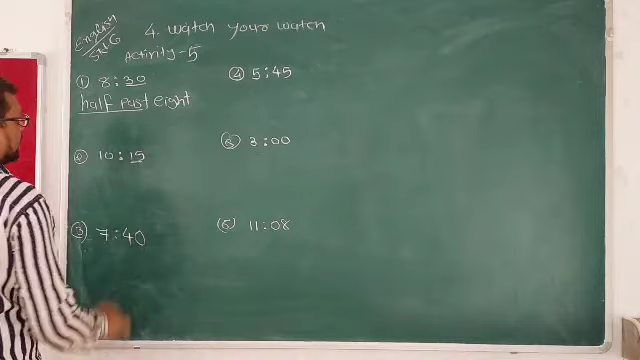 English
Std 6
4. Watch your watch
Activity-5
① 8:30
half past eight
② 10:15
③ 7:40
④ 5:45
⑤ 3:00
⑥ 11:08